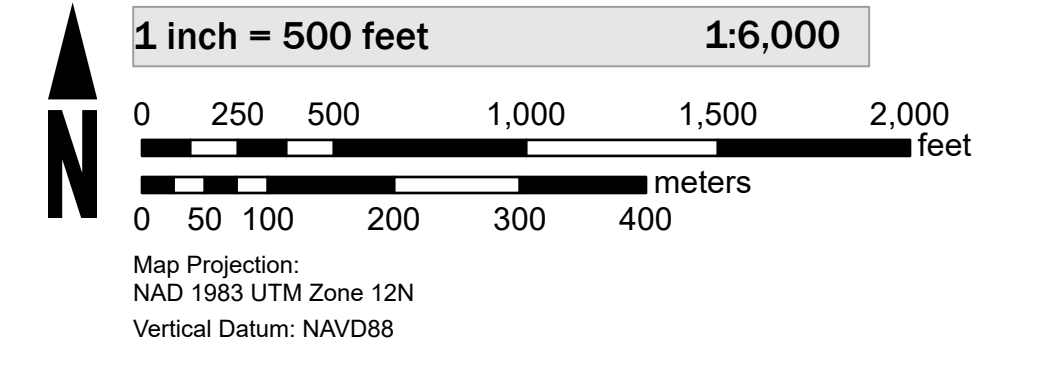 1 inch = 500 feet 1:6,000
0 250 500 1,000 1,500 2,000
feet
meters
0 50 100 200 300 400
N
Map Projection:
NAD 1983 UTM Zone 12N
Vertical Datum: NAVD88